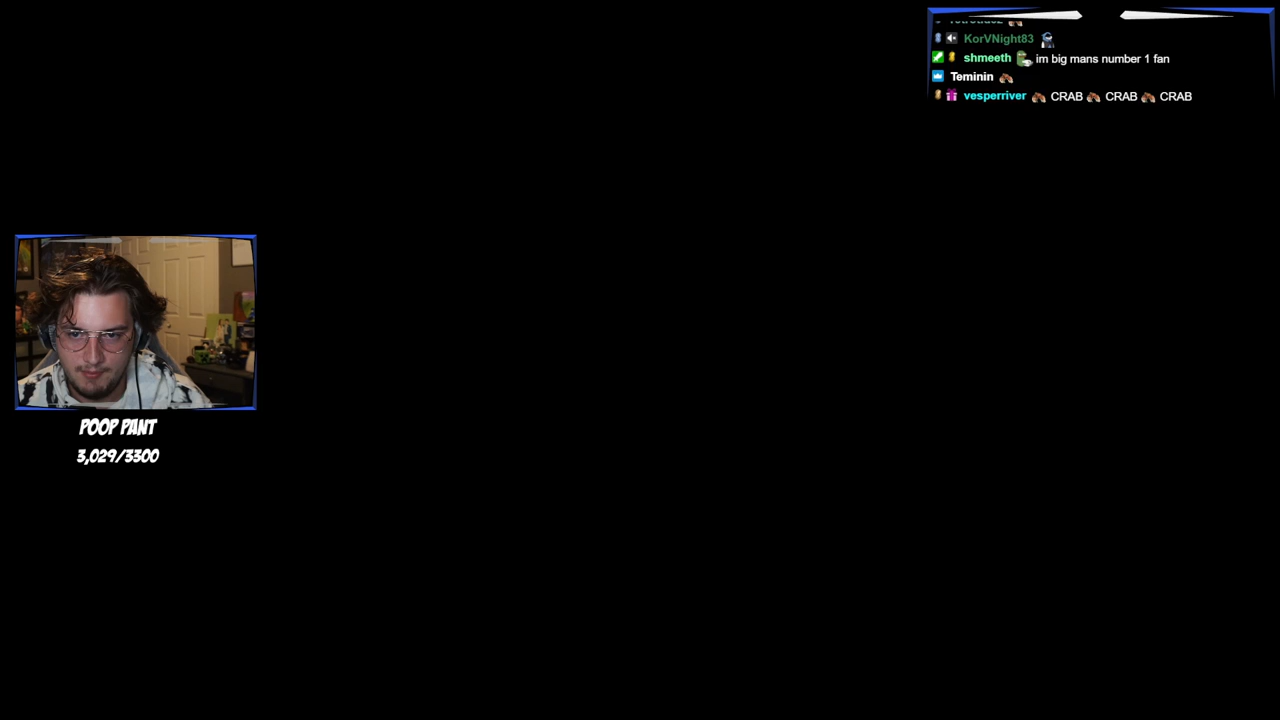 KorVNight83
shmeeth im big mans number 1 fan
Teminin
vesperriver CRAB CRAB CRAB
POOP PANT
3,029/3300